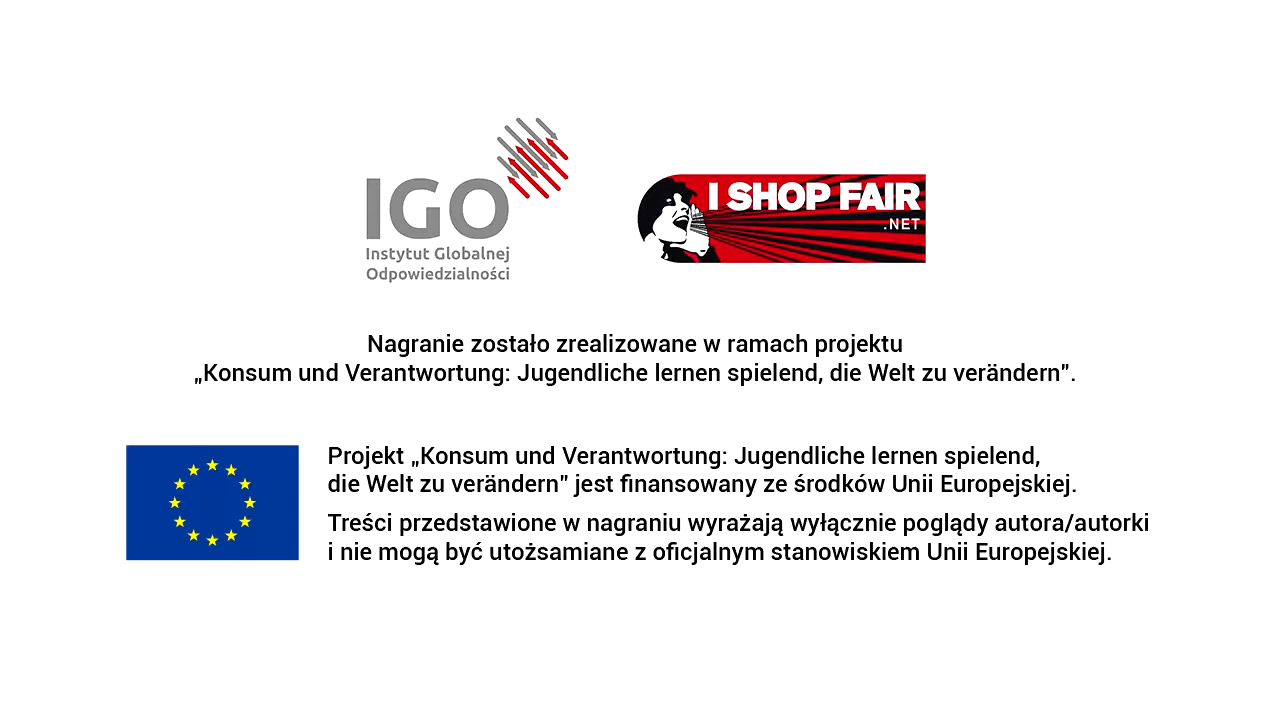 IGO
Instytut Globalnej
Odpowiedzialności
I SHOP FAIR
.NET
Nagranie zostało zrealizowane w ramach projektu
„Konsum und Verantwortung: Jugendliche lernen spielend, die Welt zu verändern”.
Projekt „Konsum und Verantwortung: Jugendliche lernen spielend,
die Welt zu verändern” jest finansowany ze środków Unii Europejskiej.
Treści przedstawione w nagraniu wyrażają wyłącznie poglądy autora/autorki
i nie mogą być utożsamiane z oficjalnym stanowiskiem Unii Europejskiej.